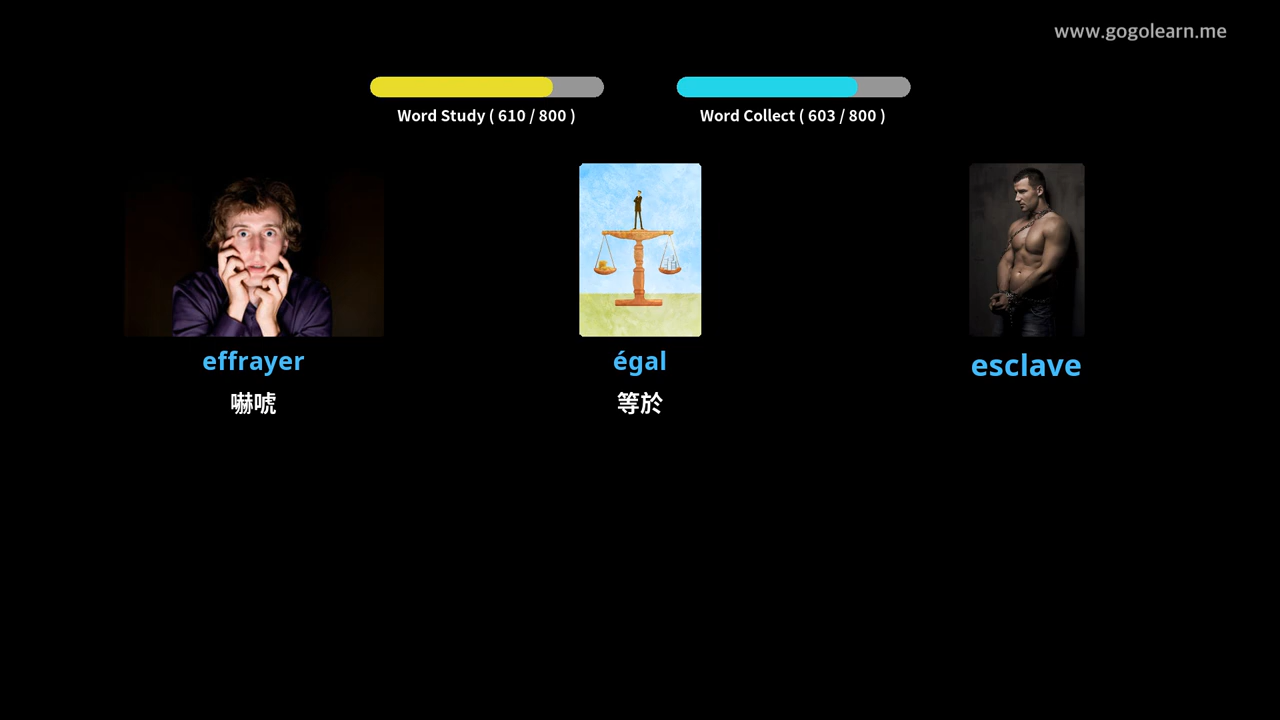 www.gogolearn.me
Word Study ( 610 / 800 )
Word Collect ( 603 / 800 )
effrayer
égal
esclave
嚇唬
等於